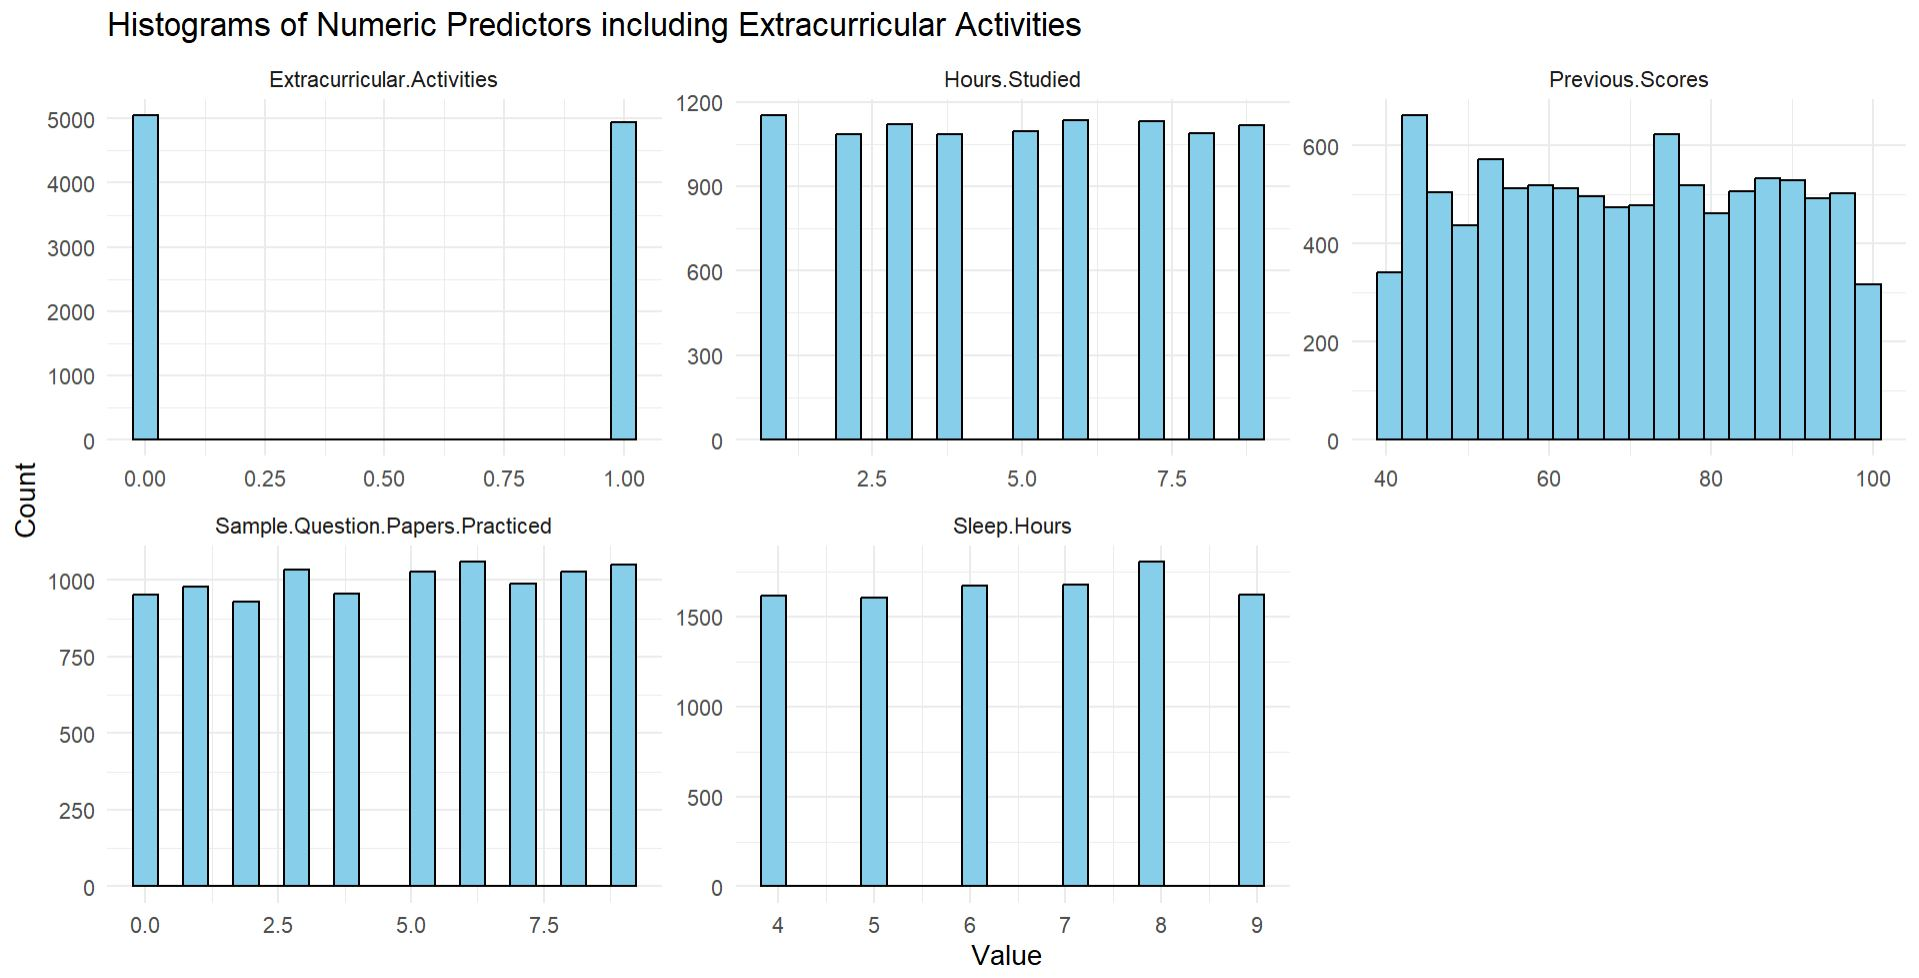 Histograms of Numeric Predictors including Extracurricular Activities
Extracurricular.Activities
5000
4000
3000
2000
1000
0
0.00 0.25 0.50 0.75 1.00
Hours.Studied
1200
900
600
300
0
2.5 5.0 7.5
Previous.Scores
600
400
200
0
40 60 80 100
Count
Sample.Question.Papers.Practiced
1000
750
500
250
0
0.0 2.5 5.0 7.5
Sleep.Hours
1500
1000
500
0
4 5 6 7 8 9
Value